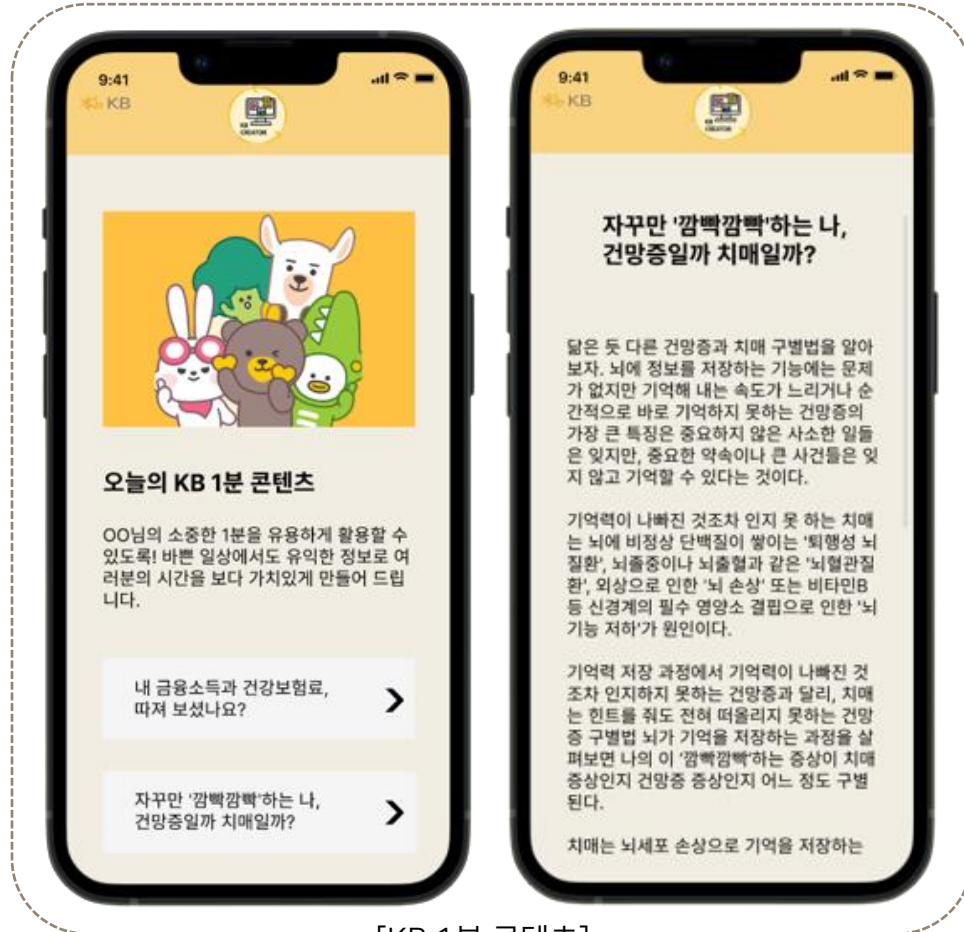 9:41
KB
KB
CREATOR
오늘의 KB 1분 콘텐츠
OO님의 소중한 1분을 유용하게 활용할 수
있도록! 바쁜 일상에서도 유익한 정보로 여
러분의 시간을 보다 가치있게 만들어 드립
니다.
내 금융소득과 건강보험료,
따져 보셨나요?
자꾸만 '깜빡깜빡'하는 나,
건망증일까 치매일까?
9:41
KB
KB
CREATOR
자꾸만 '깜빡깜빡'하는 나,
건망증일까 치매일까?
닮은 듯 다른 건망증과 치매 구별법을 알아
보자. 뇌에 정보를 저장하는 기능에는 문제
가 없지만 기억해 내는 속도가 느리거나 순
간적으로 바로 기억하지 못하는 건망증의
가장 큰 특징은 중요하지 않은 사소한 일들
은 잊지만, 중요한 약속이나 큰 사건들은 잊
지 않고 기억할 수 있다는 것이다.
기억력이 나빠진 것조차 인지 못 하는 치매
는 뇌에 비정상 단백질이 쌓이는 '퇴행성 뇌
질환', 뇌졸중이나 뇌출혈과 같은 '뇌혈관질
환', 외상으로 인한 '뇌 손상' 또는 비타민B
등 신경계의 필수 영양소 결핍으로 인한 '뇌
기능 저하'가 원인이다.
기억력 저장 과정에서 기억력이 나빠진 것
조차 인지하지 못하는 건망증과 달리, 치매
는 힌트를 줘도 전혀 떠올리지 못하는 건망
증 구별법 뇌가 기억을 저장하는 과정을 살
펴보면 나의 이 '깜빡깜빡'하는 증상이 치매
증상인지 건망증 증상인지 어느 정도 구별
된다.
치매는 뇌세포 손상으로 기억을 저장하는
[KB 1분 콘텐츠]